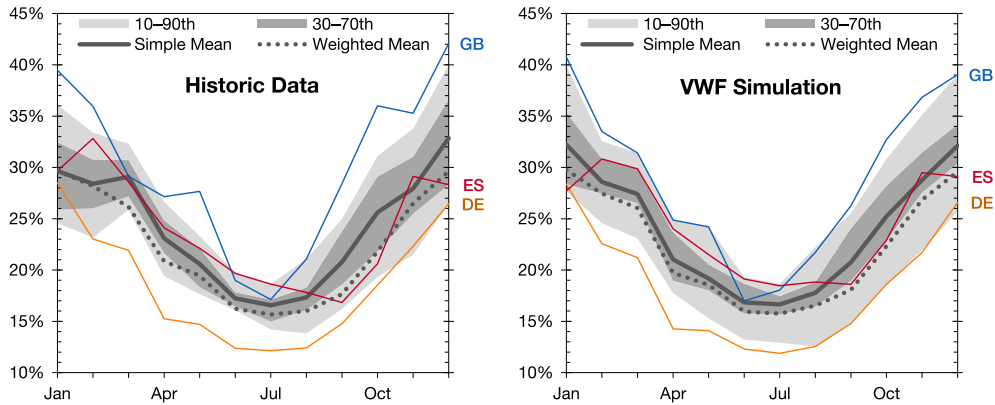 45%
10–90th 30–70th
Simple Mean Weighted Mean
GB
40%
Historic Data
35%
30%
ES
25%
DE
20%
15%
10%
Jan Apr Jul Oct
45%
10–90th 30–70th
Simple Mean Weighted Mean
40%
GB
VWF Simulation
35%
30%
ES
25%
DE
20%
15%
10%
Jan Apr Jul Oct